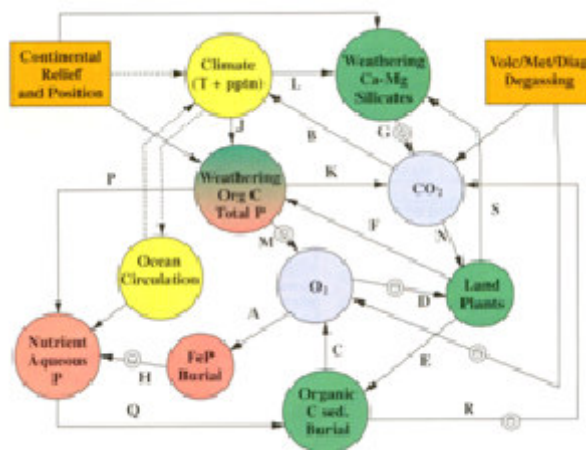 Continental
Relief
and Position
Climate
(T + pptn)
Weathering
Ca-Mg
Silicates
Volc/Met/Diag
Degassing
L
J
B
G
P
Weathering
Org C
Total P
K
CO₂
S
F
N
M
Ocean
Circulation
O₂
D
Land
Plants
A
Nutrient
Aqueous
P
H
FeP
Burial
C
E
Q
Organic
C sed.
Burial
R